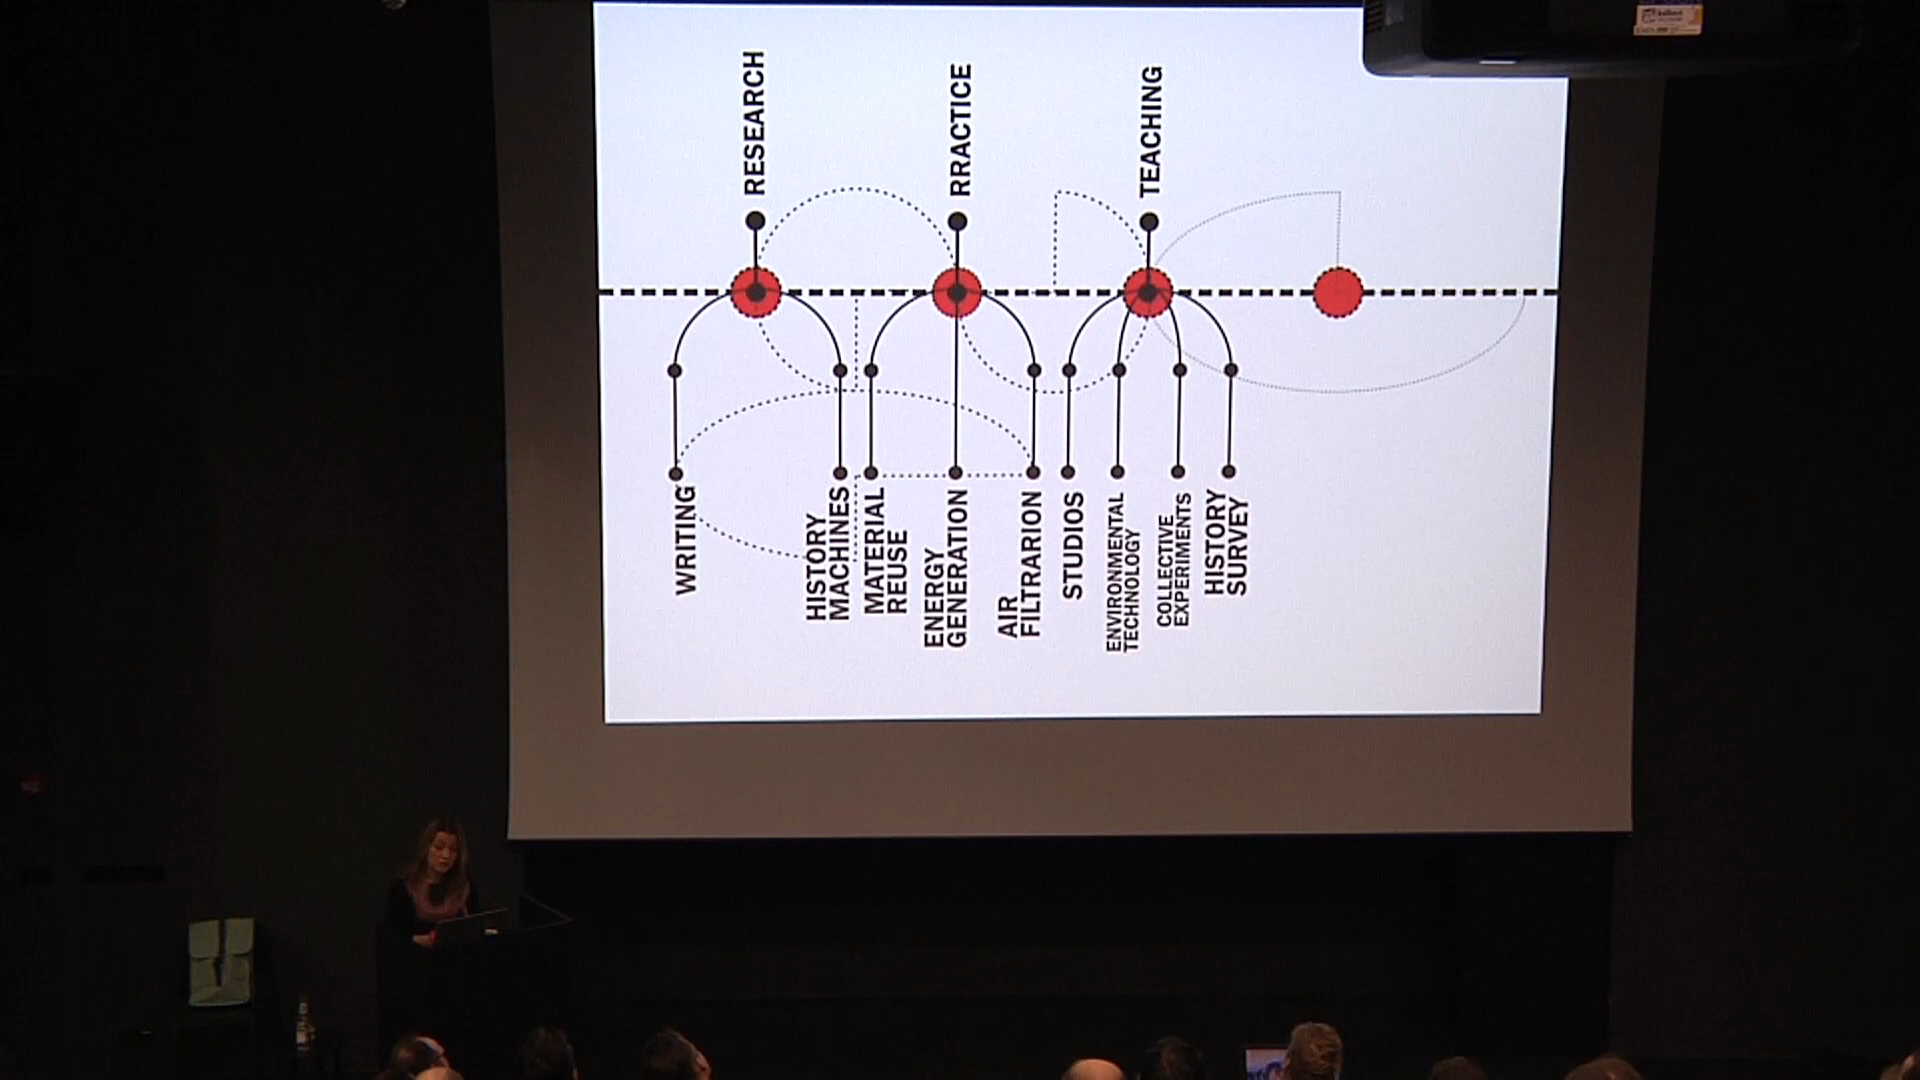 RESEARCH
RRACTICE
TEACHING
WRITING
HISTORY
MACHINES
MATERIAL
REUSE
ENERGY
GENERATION
AIR
FILTRARION
STUDIOS
ENVIRONMENTAL
TECHNOLOGY
COLLECTIVE
EXPERIMENTS
HISTORY
SURVEY